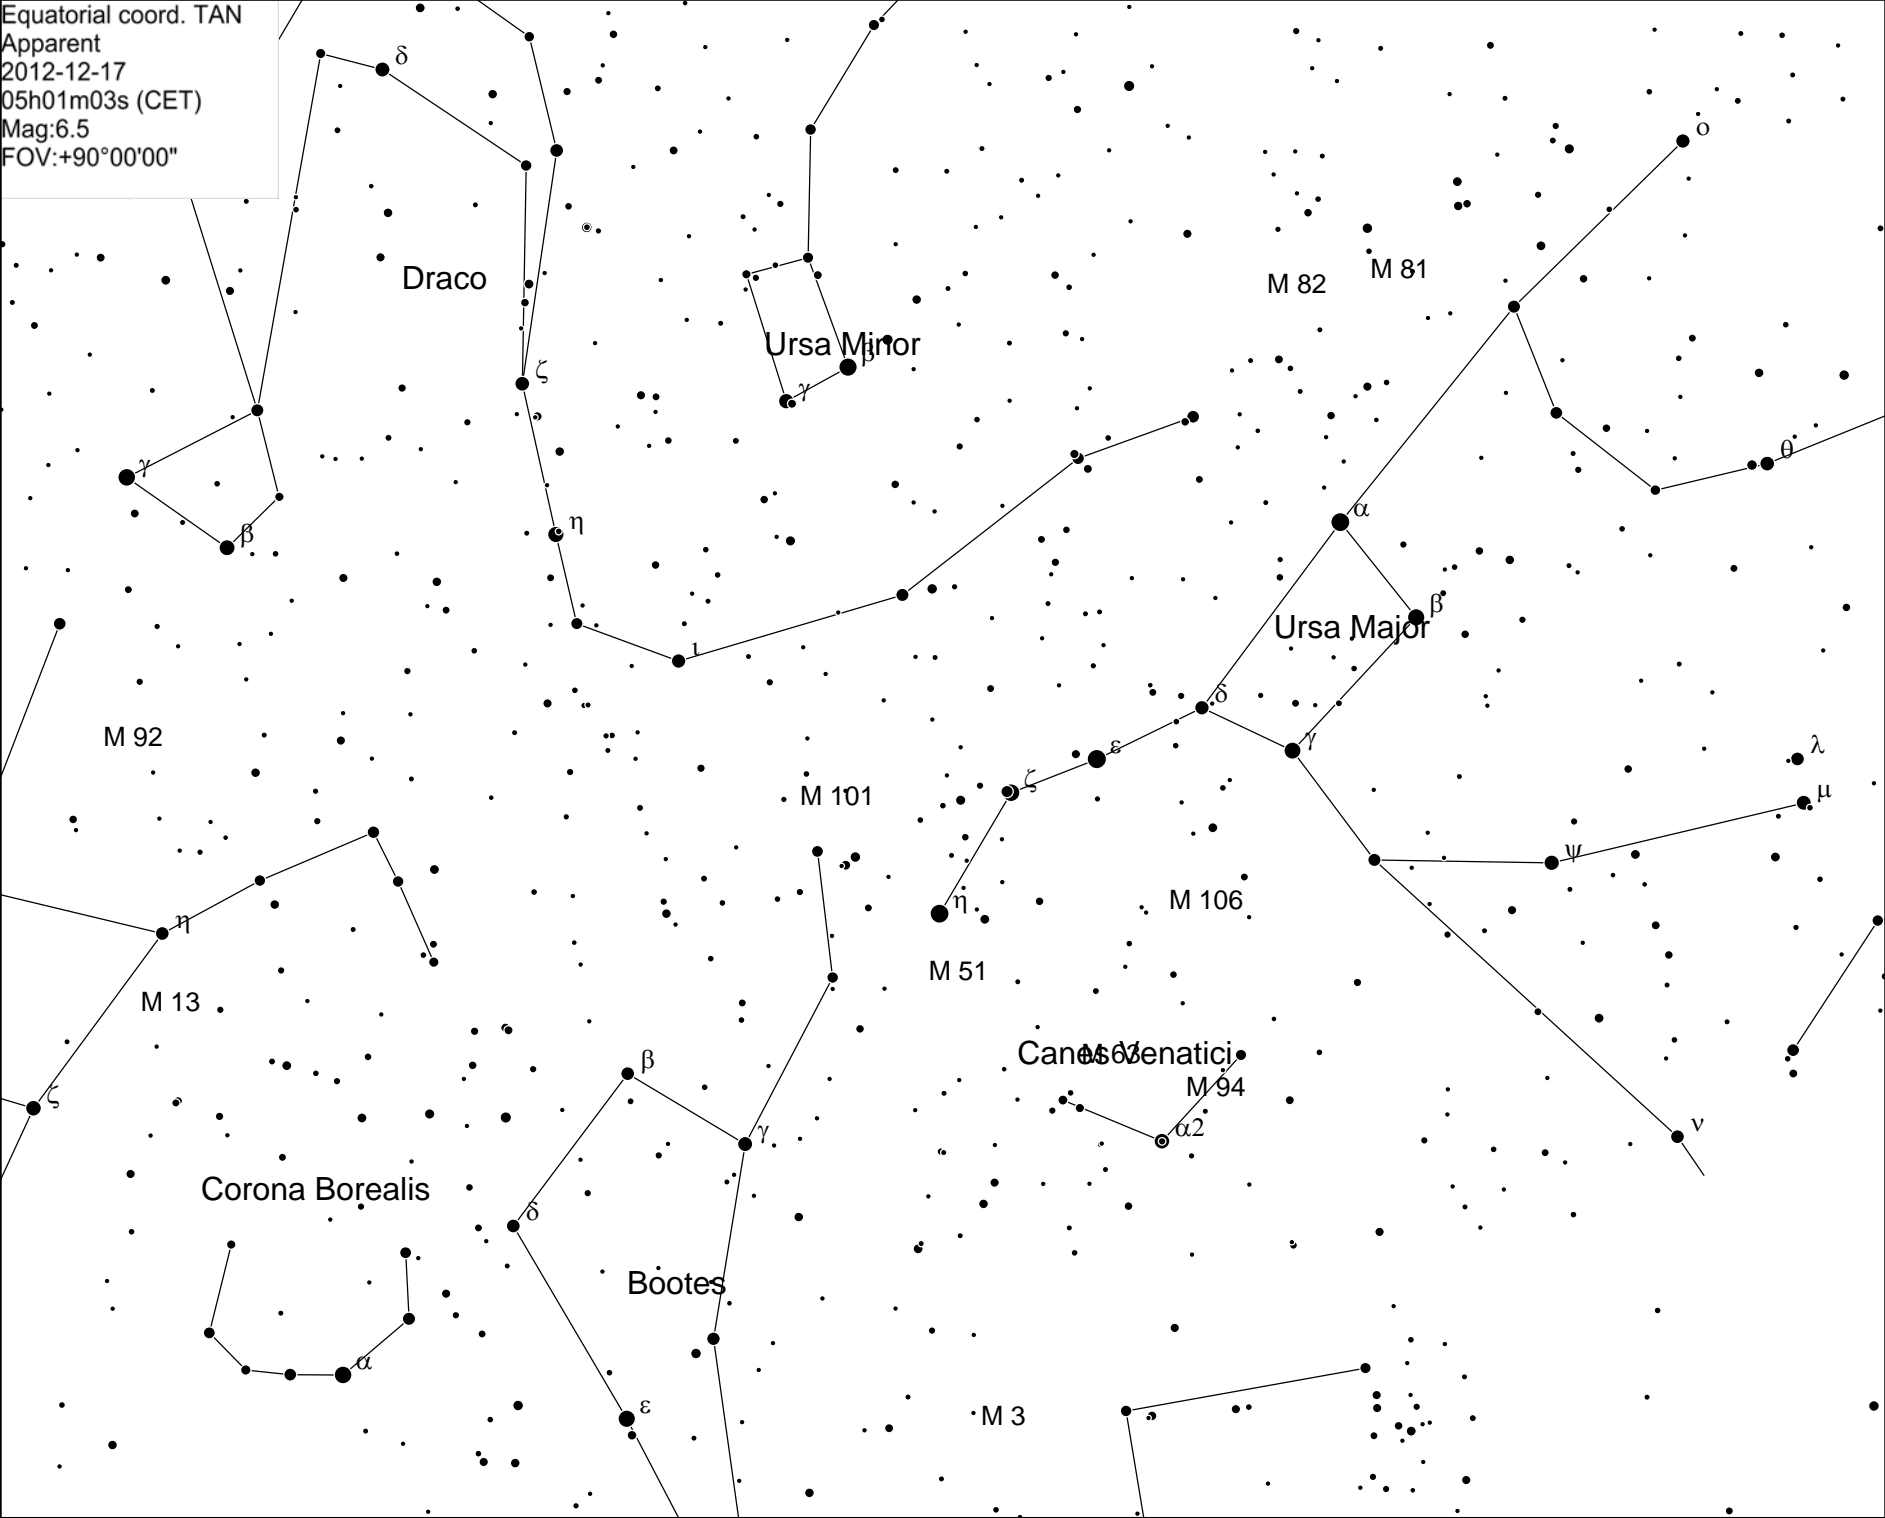 Equatorial coord. TAN
Apparent
2012-12-17
05h01m03s (CET)
Mag:6.5
FOV:+90°00'00"
δ
ο
Draco
M 82
M 81
Ursa Minor
β
ζ
γ
γ
θ
β
η
α
β
Ursa Major
ι
δ
M 92
γ
ε
λ
ζ
M 101
μ
ψ
η
M 106
η
M 51
M 13
Canes Venatici
M 63
β
M 94
ζ
α2
γ
ν
Corona Borealis
δ
Bootes
α
ε
M 3